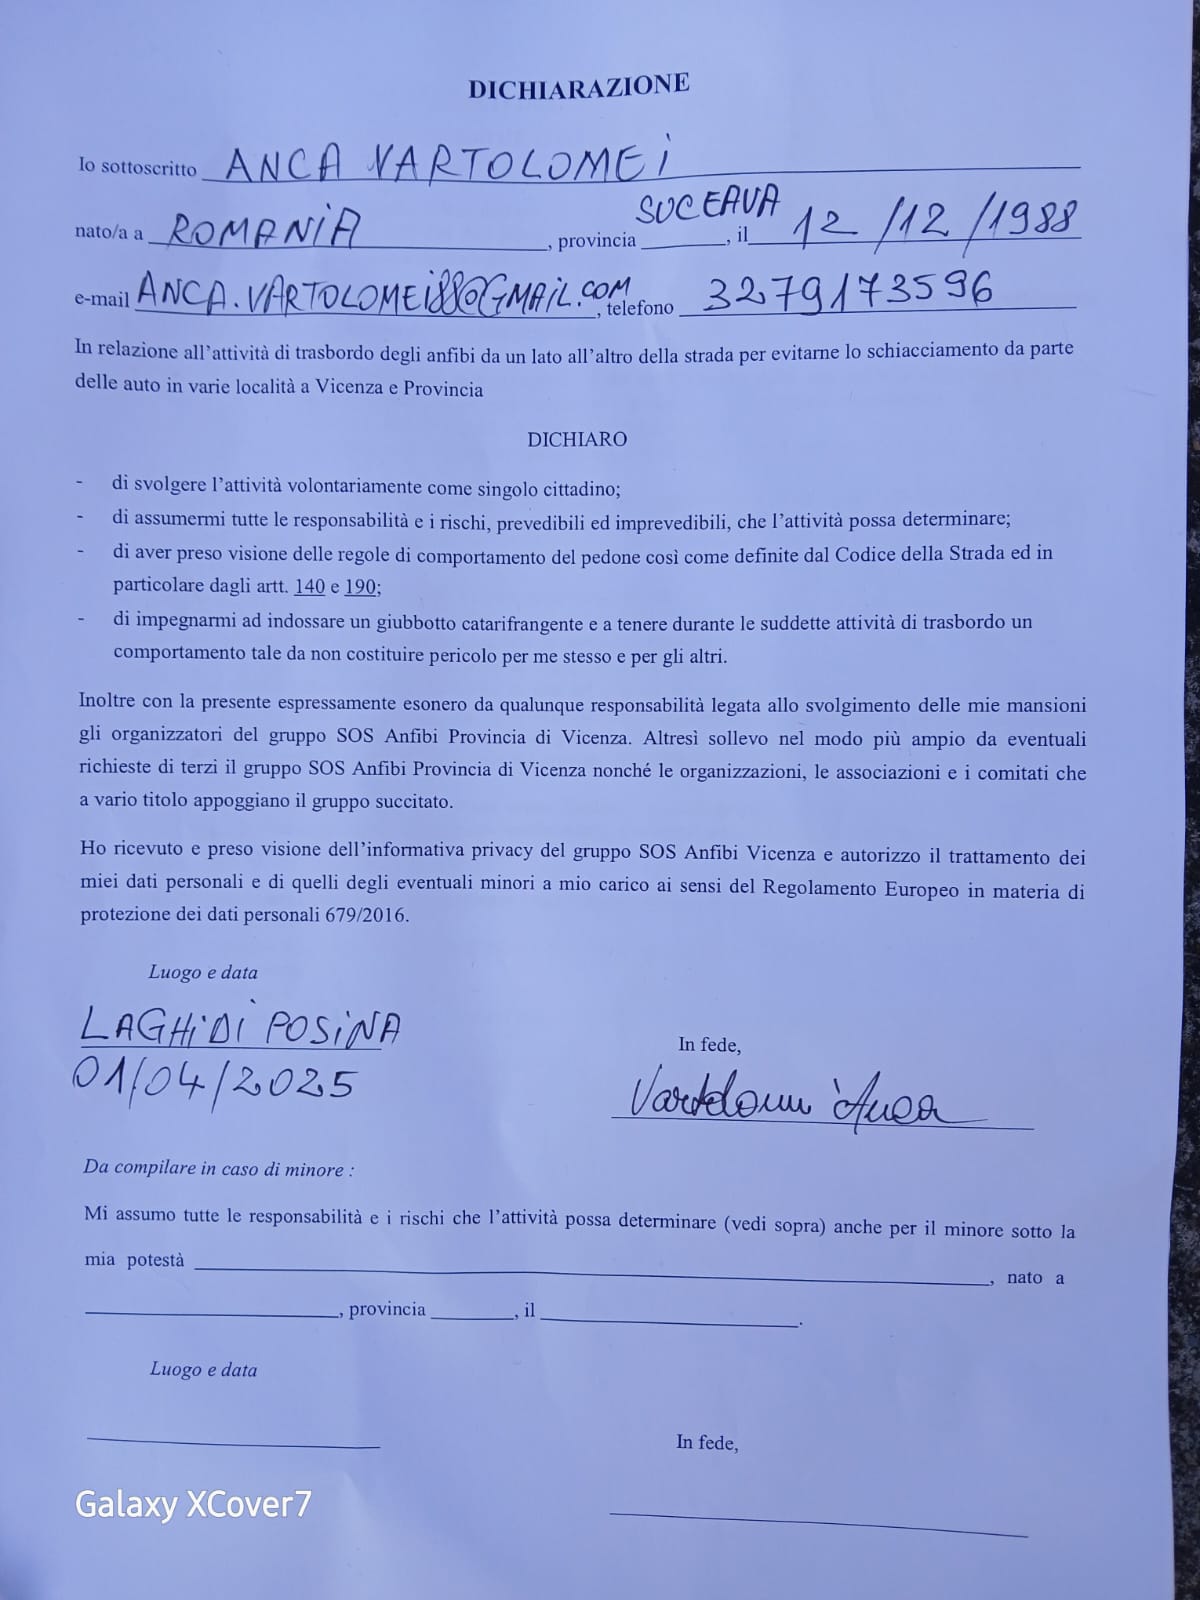 DICHIARAZIONE
Io sottoscritto ANCA VARTOLOMEI
nato/a a ROMANIA, provincia SUCEAVA, il 12/12/1988
e-mail ANCA.VARTOLOMEI88@GMAIL.COM, telefono 3279173596
In relazione all'attività di trasbordo degli anfibi da un lato all'altro della strada per evitarne lo schiacciamento da parte
delle auto in varie località a Vicenza e Provincia
DICHIARO
- di svolgere l'attività volontariamente come singolo cittadino;
- di assumermi tutte le responsabilità e i rischi, prevedibili ed imprevedibili, che l'attività possa determinare;
- di aver preso visione delle regole di comportamento del pedone così come definite dal Codice della Strada ed in
particolare dagli artt. 140 e 190;
- di impegnarmi ad indossare un giubbotto catarifrangente e a tenere durante le suddette attività di trasbordo un
comportamento tale da non costituire pericolo per me stesso e per gli altri.
Inoltre con la presente espressamente esonero da qualunque responsabilità legata allo svolgimento delle mie mansioni
gli organizzatori del gruppo SOS Anfibi Provincia di Vicenza. Altresì sollevo nel modo più ampio da eventuali
richieste di terzi il gruppo SOS Anfibi Provincia di Vicenza nonché le organizzazioni, le associazioni e i comitati che
a vario titolo appoggiano il gruppo succitato.
Ho ricevuto e preso visione dell'informativa privacy del gruppo SOS Anfibi Vicenza e autorizzo il trattamento dei
miei dati personali e di quelli degli eventuali minori a mio carico ai sensi del Regolamento Europeo in materia di
protezione dei dati personali 679/2016.
Luogo e data
LAGHI DI POSINA
01/04/2025
In fede,
Vartolomei Anca
Da compilare in caso di minore :
Mi assumo tutte le responsabilità e i rischi che l'attività possa determinare (vedi sopra) anche per il minore sotto la
mia potestà , nato a
, provincia , il .
Luogo e data
In fede,
Galaxy XCover7